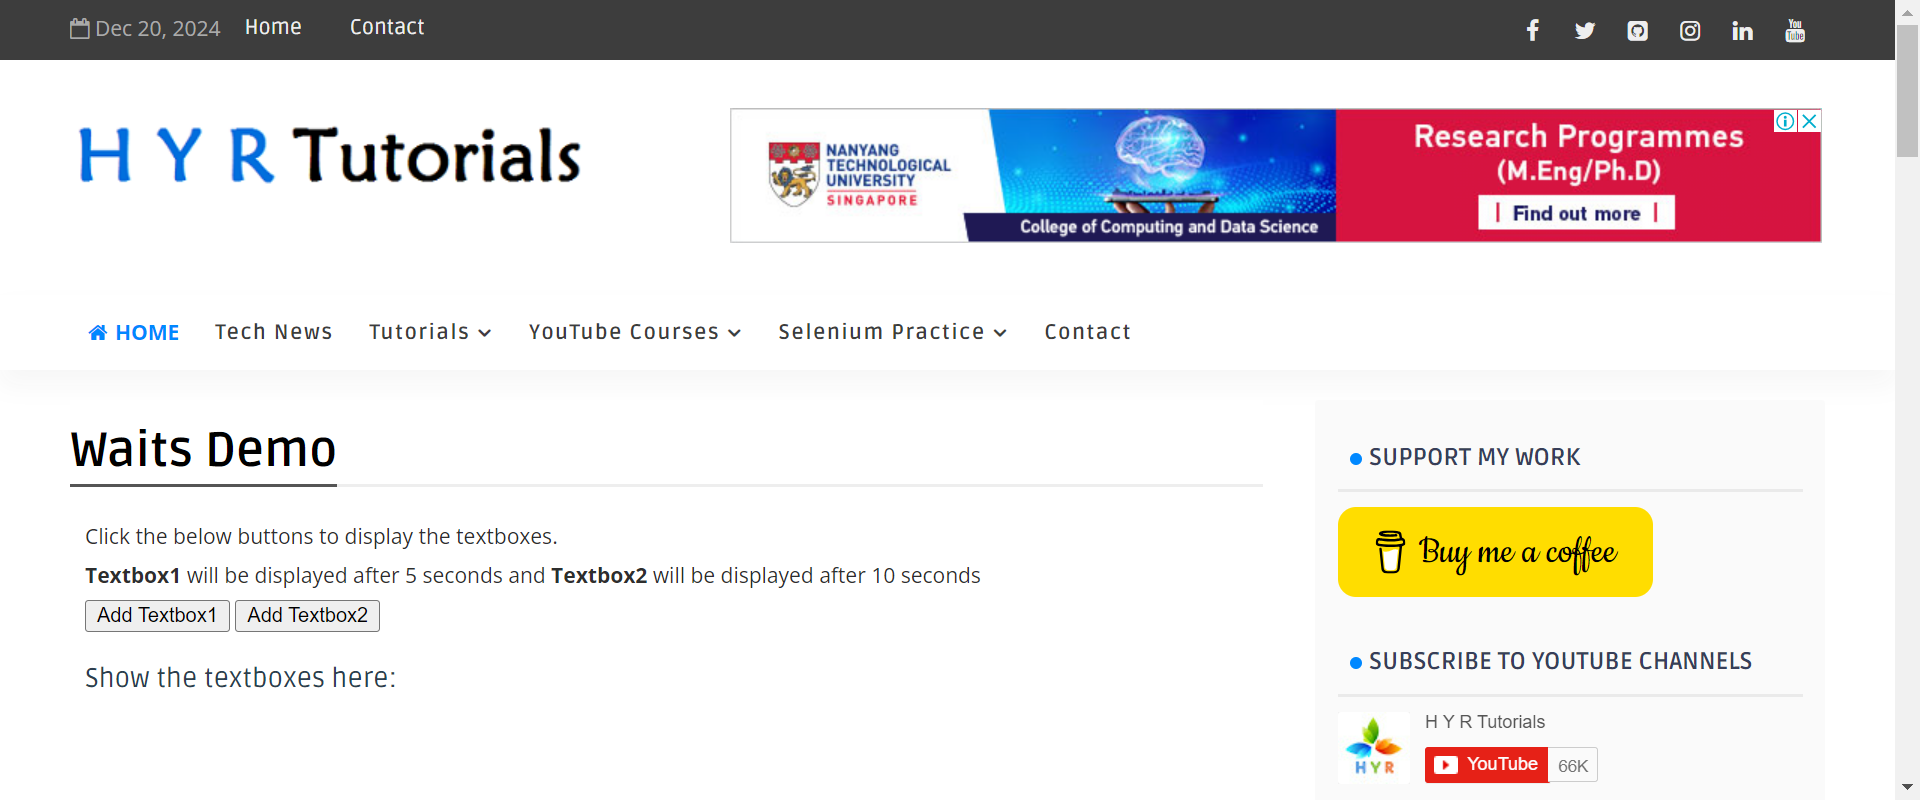 Dec 20, 2024 Home Contact
You
Tube
H Y R Tutorials
NANYANG
TECHNOLOGICAL
UNIVERSITY
SINGAPORE
College of Computing and Data Science
Research Programmes
(M.Eng/Ph.D)
| Find out more |
HOME Tech News Tutorials YouTube Courses Selenium Practice Contact
Waits Demo
Click the below buttons to display the textboxes.
Textbox1 will be displayed after 5 seconds and Textbox2 will be displayed after 10 seconds
Add Textbox1 Add Textbox2
Show the textboxes here:
SUPPORT MY WORK
Buy me a coffee
SUBSCRIBE TO YOUTUBE CHANNELS
HYR
H Y R Tutorials
YouTube 66K